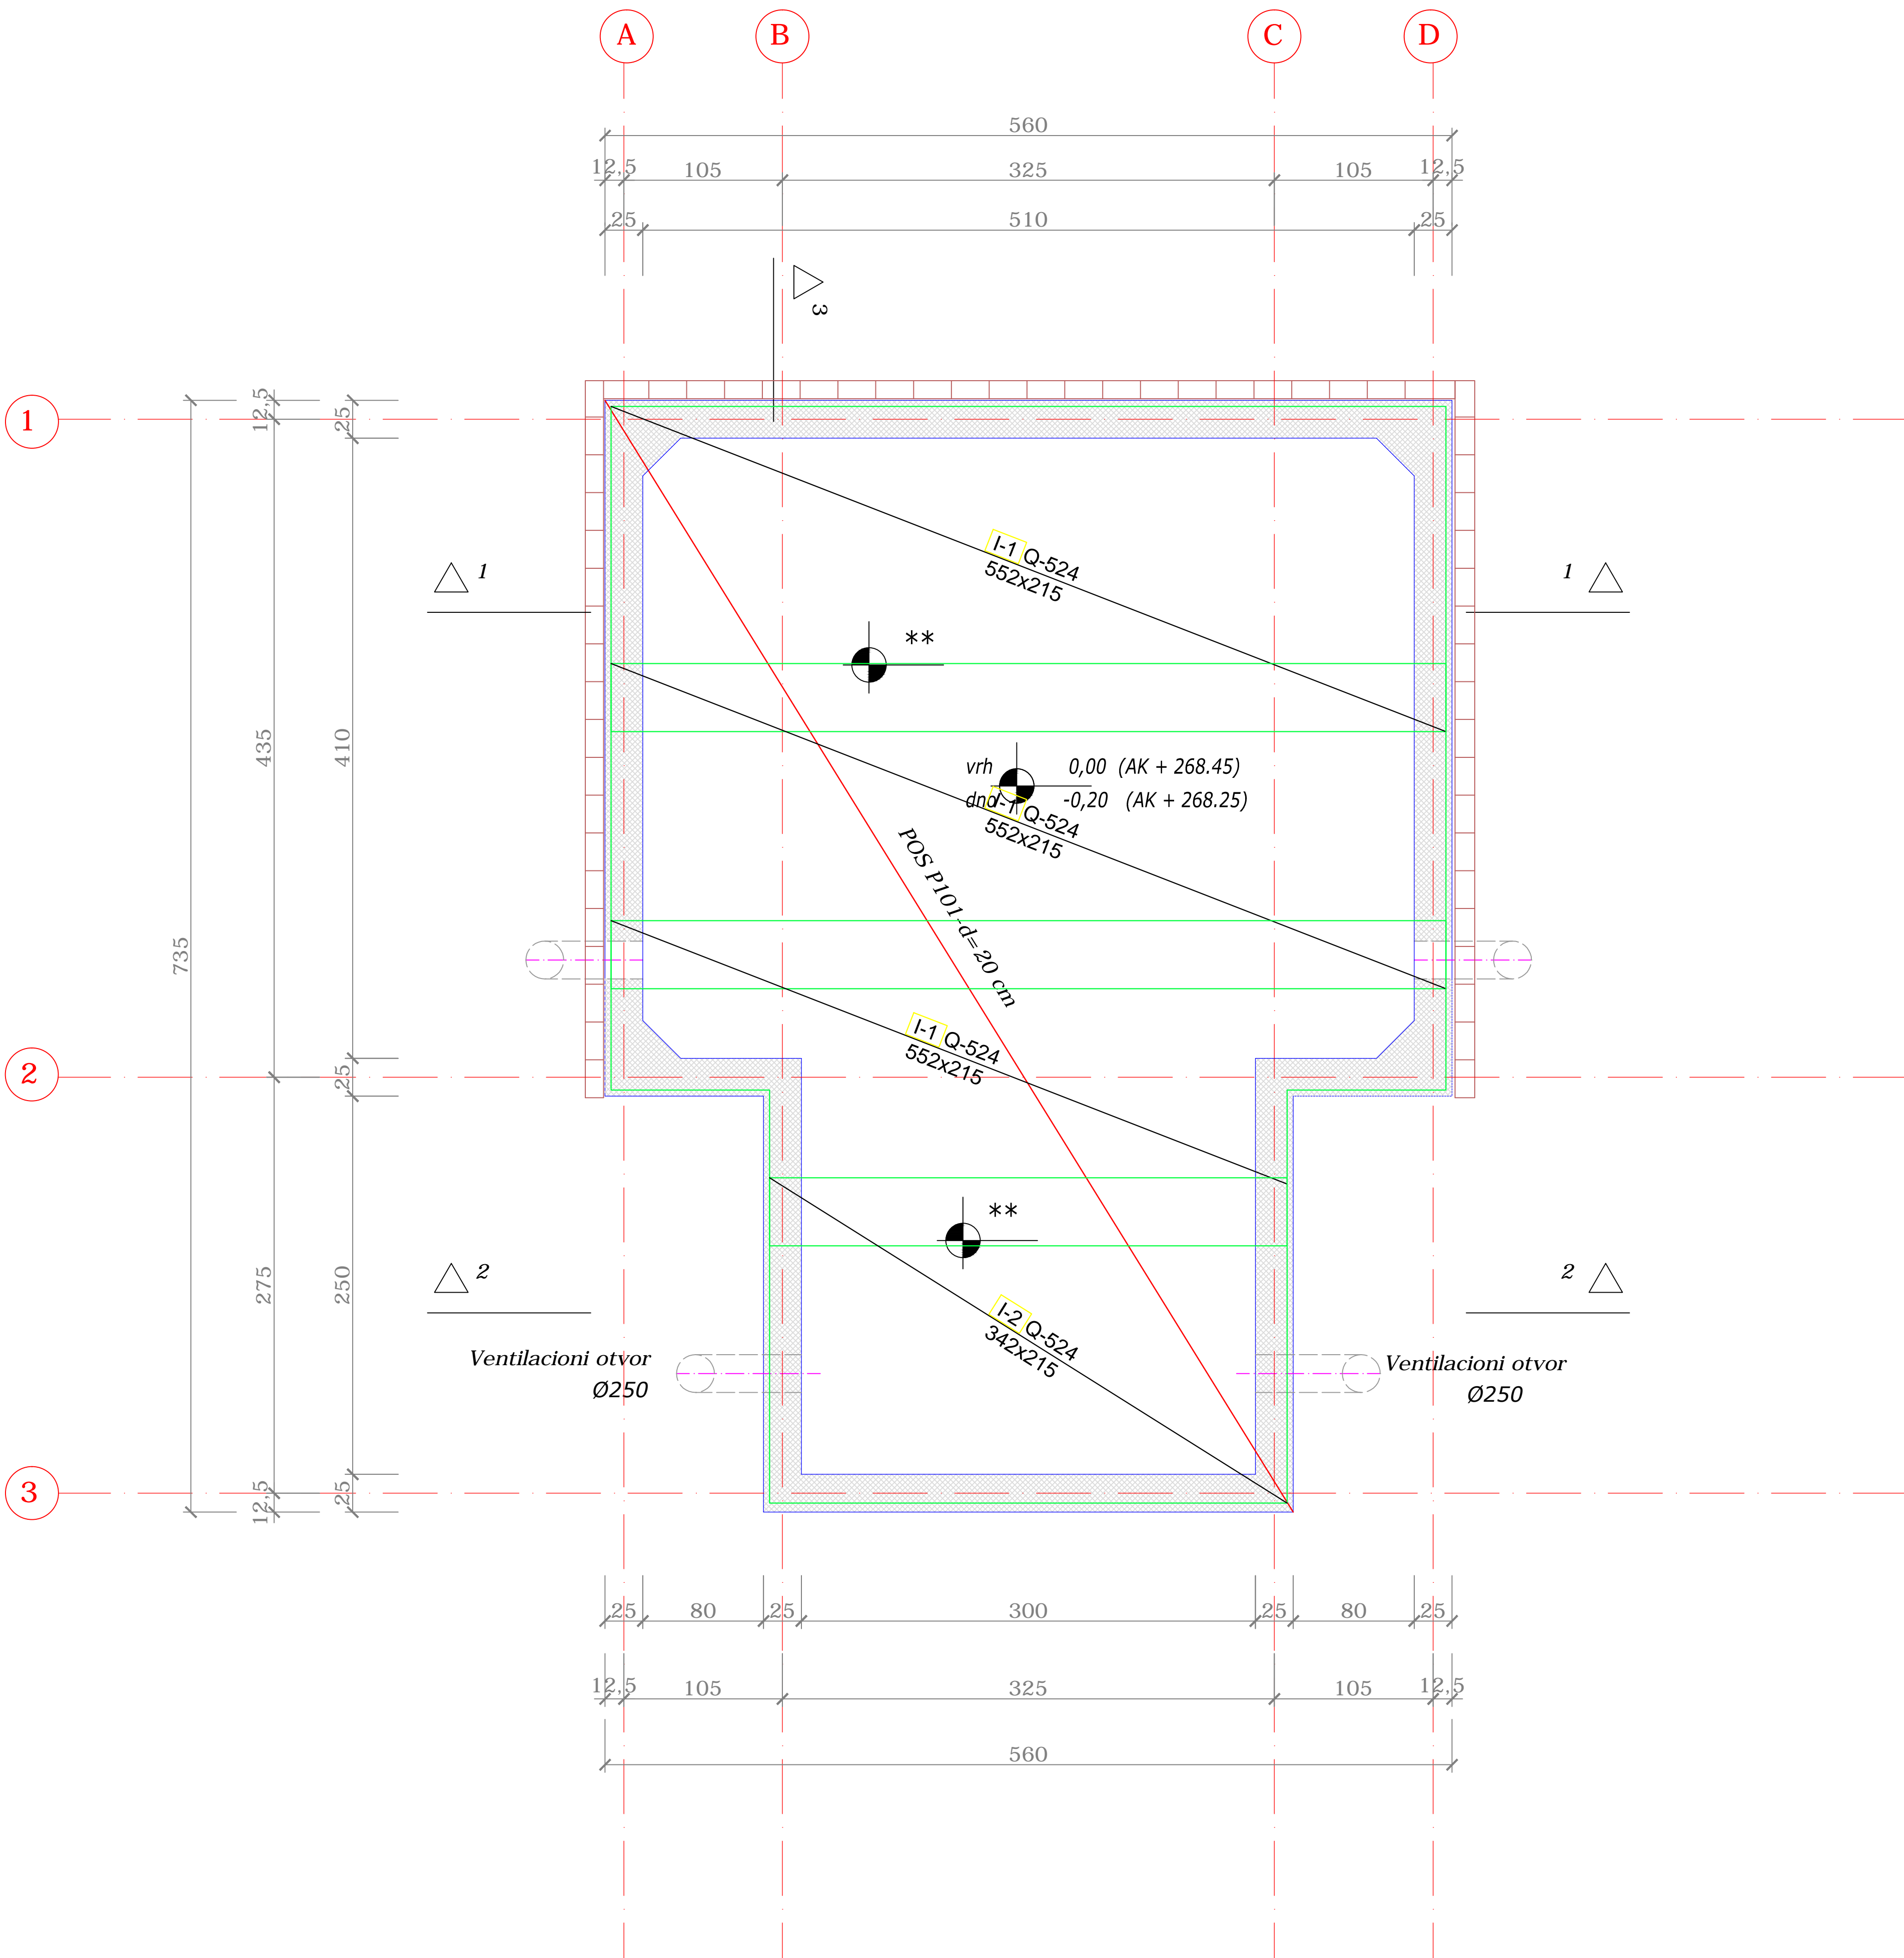 A
B
C
D
560
12,5
105
325
105
12,5
25
510
25
3
1
12,5
25
I-1 Q-524
552x215
1
1
**
435
410
vrh 0,00 (AK + 268.45)
dno -0,20 (AK + 268.25)
I-1 Q-524
552x215
POS P101-d=20 cm
735
I-1 Q-524
552x215
2
25
**
275
250
2
2
I-2 Q-524
342x215
Ventilacioni otvor
Ø250
Ventilacioni otvor
Ø250
3
12,5
25
25
80
25
300
25
80
25
12,5
105
325
105
12,5
560